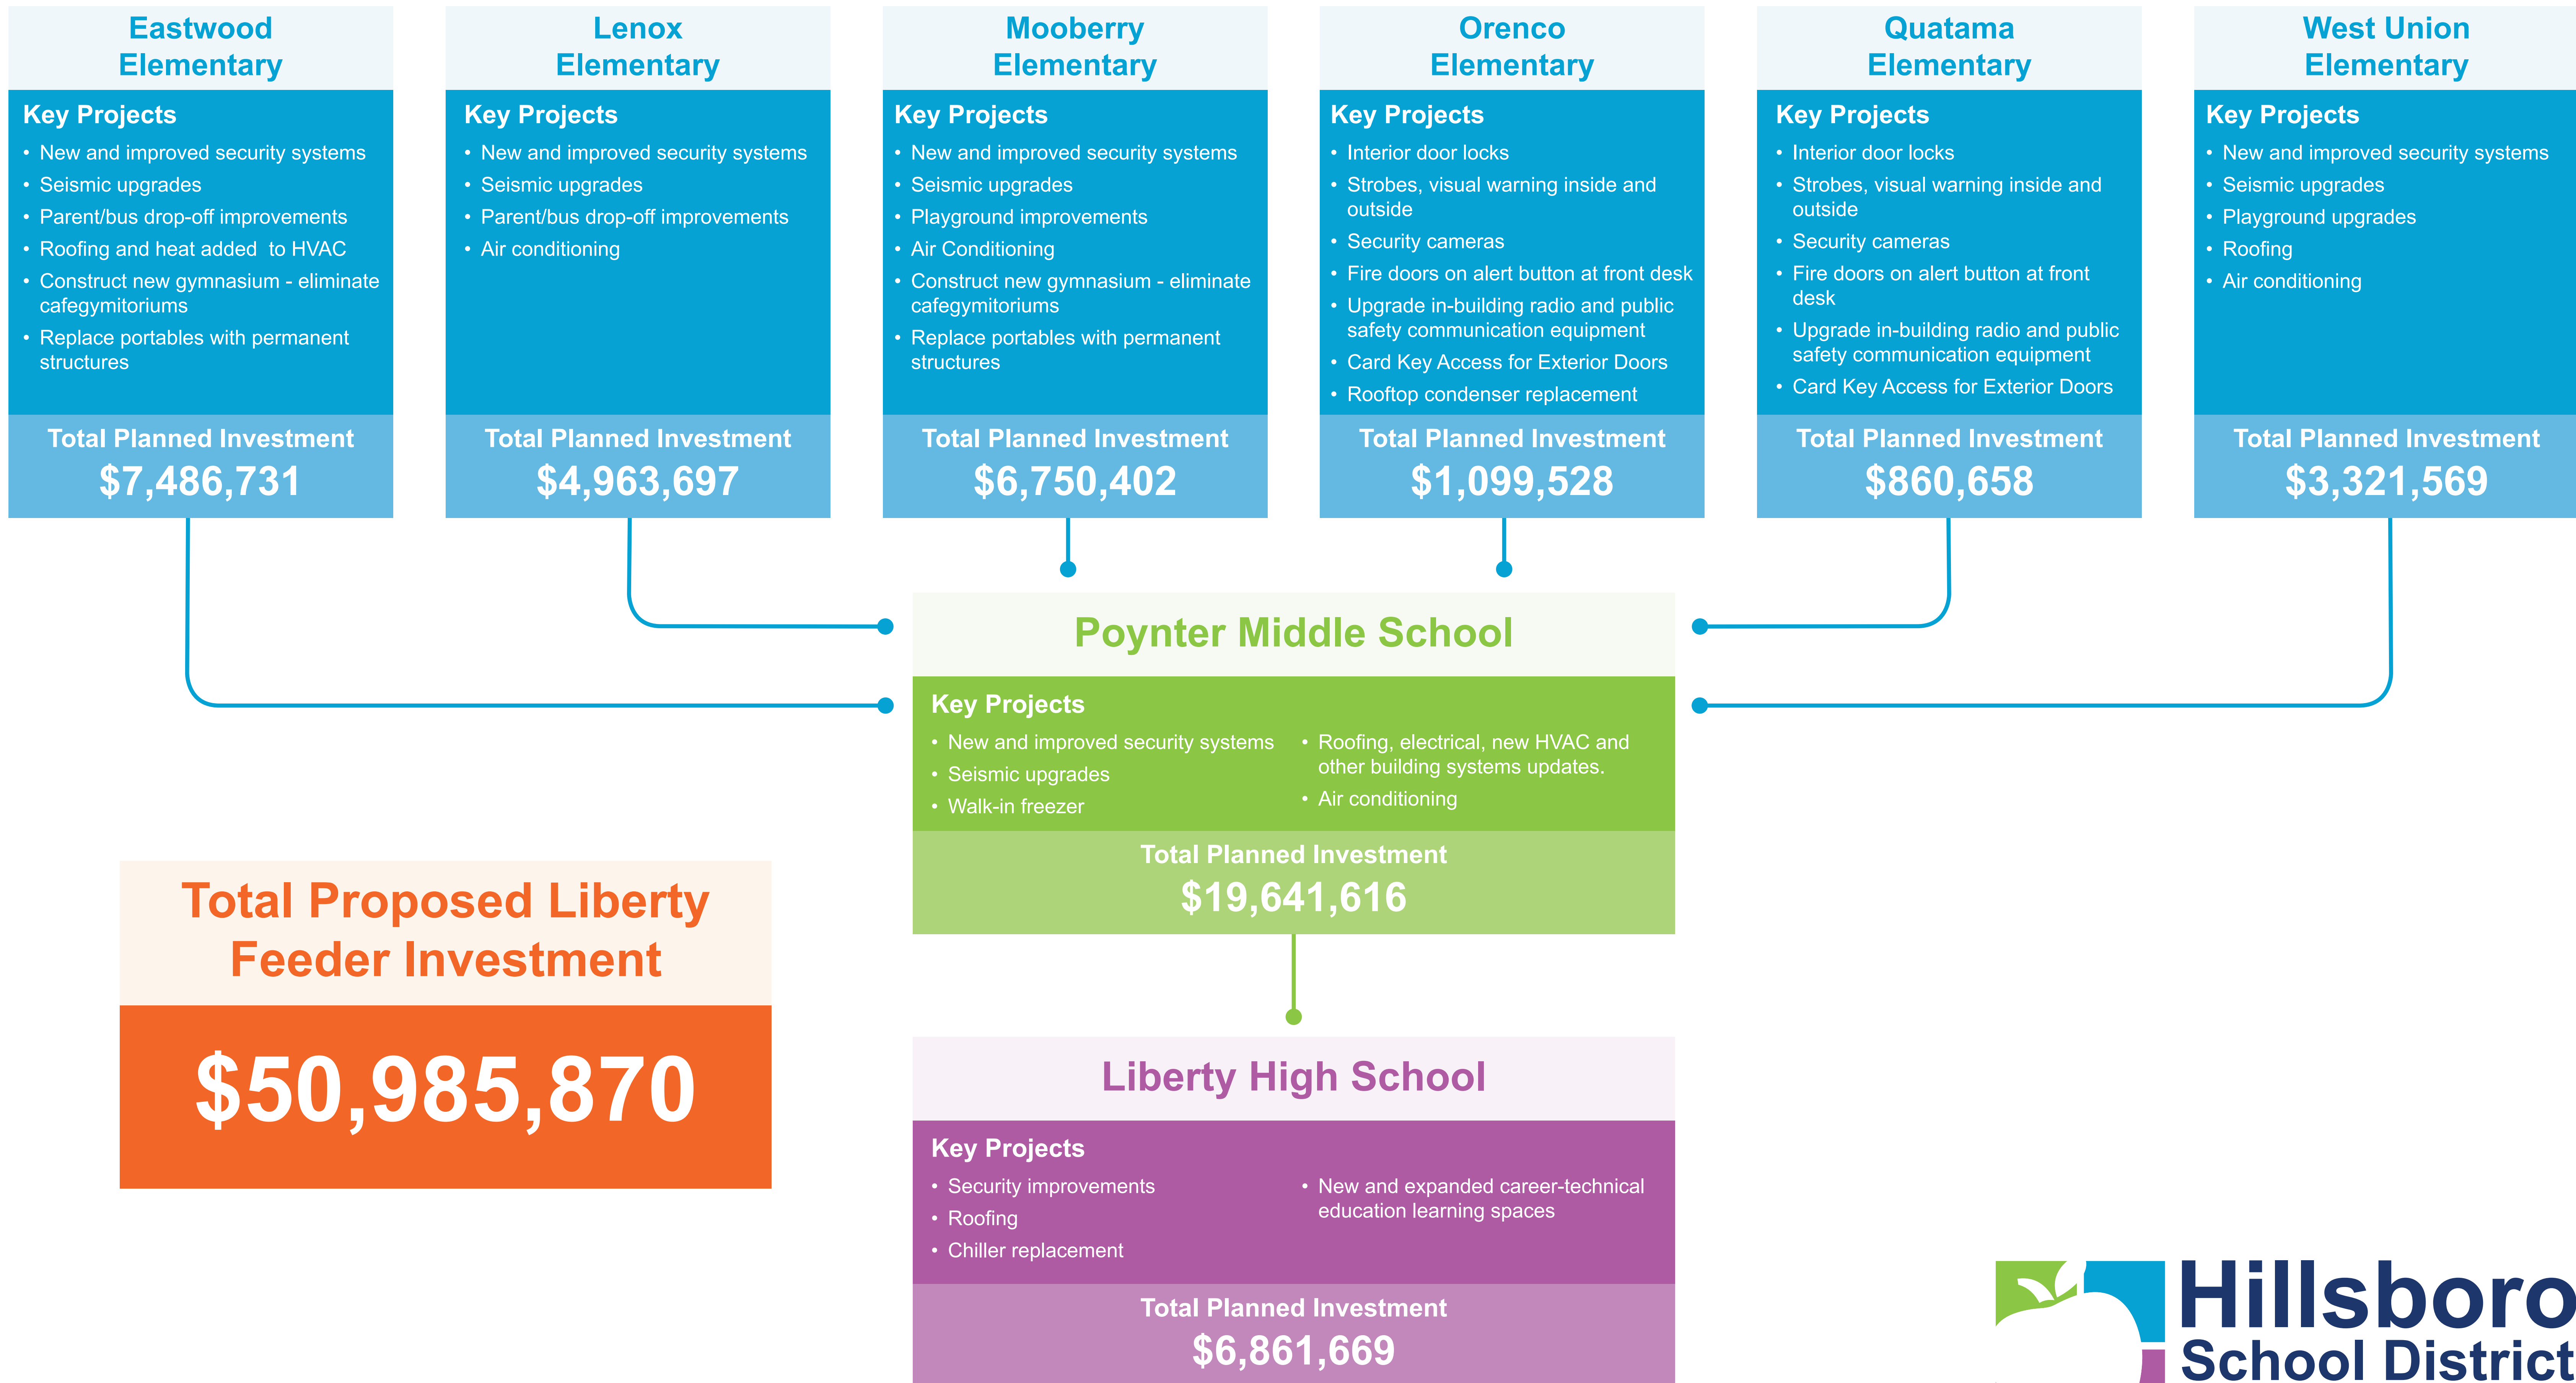 Eastwood
Elementary
Key Projects
• New and improved security systems
• Seismic upgrades
• Parent/bus drop-off improvements
• Roofing and heat added  to HVAC
• Construct new gymnasium - eliminate
cafegymitoriums
• Replace portables with permanent
structures
Total Planned Investment
$7,486,731
Lenox
Elementary
Key Projects
• New and improved security systems
• Seismic upgrades
• Parent/bus drop-off improvements
• Air conditioning
Total Planned Investment
$4,963,697
Mooberry
Elementary
Key Projects
• New and improved security systems
• Seismic upgrades
• Playground improvements
• Air Conditioning
• Construct new gymnasium - eliminate
cafegymitoriums
• Replace portables with permanent
structures
Total Planned Investment
$6,750,402
Orenco
Elementary
Key Projects
• Interior door locks
• Strobes, visual warning inside and
outside
• Security cameras
• Fire doors on alert button at front desk
• Upgrade in-building radio and public
safety communication equipment
• Card Key Access for Exterior Doors
• Rooftop condenser replacement
Total Planned Investment
$1,099,528
Quatama
Elementary
Key Projects
• Interior door locks
• Strobes, visual warning inside and
outside
• Security cameras
• Fire doors on alert button at front
desk
• Upgrade in-building radio and public
safety communication equipment
• Card Key Access for Exterior Doors
Total Planned Investment
$860,658
West Union
Elementary
Key Projects
• New and improved security systems
• Seismic upgrades
• Playground upgrades
• Roofing
• Air conditioning
Total Planned Investment
$3,321,569
Poynter Middle School
Key Projects
• New and improved security systems
• Seismic upgrades
• Walk-in freezer
• Roofing, electrical, new HVAC and
other building systems updates.
• Air conditioning
Total Planned Investment
$19,641,616
Total Proposed Liberty
Feeder Investment
$50,985,870
Liberty High School
Key Projects
• Security improvements
• Roofing
• Chiller replacement
• New and expanded career-technical
education learning spaces
Total Planned Investment
$6,861,669
Hillsboro
School District